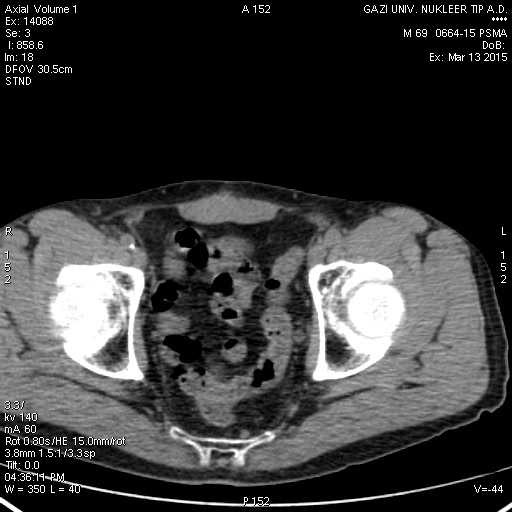 Axial Volume 1
Ex: 14088
Se: 3
I: 858.6
Im: 18
DFOV 30.5cm
STND
A 152
GAZI UNIV. NUKLEER TIP A.D.
****
M 69 0664-15 PSMA
DoB:
Ex: Mar 13 2015
R
1
5
2
L
1
5
2
3.3/
kv 140
mA 60
Rot 0.80s/HE 15.0mm/rot
3.8mm 1.5:1/3.3sp
Tilt: 0.0
04:36:11 PM
W = 350 L = 40
P 152
V=-44